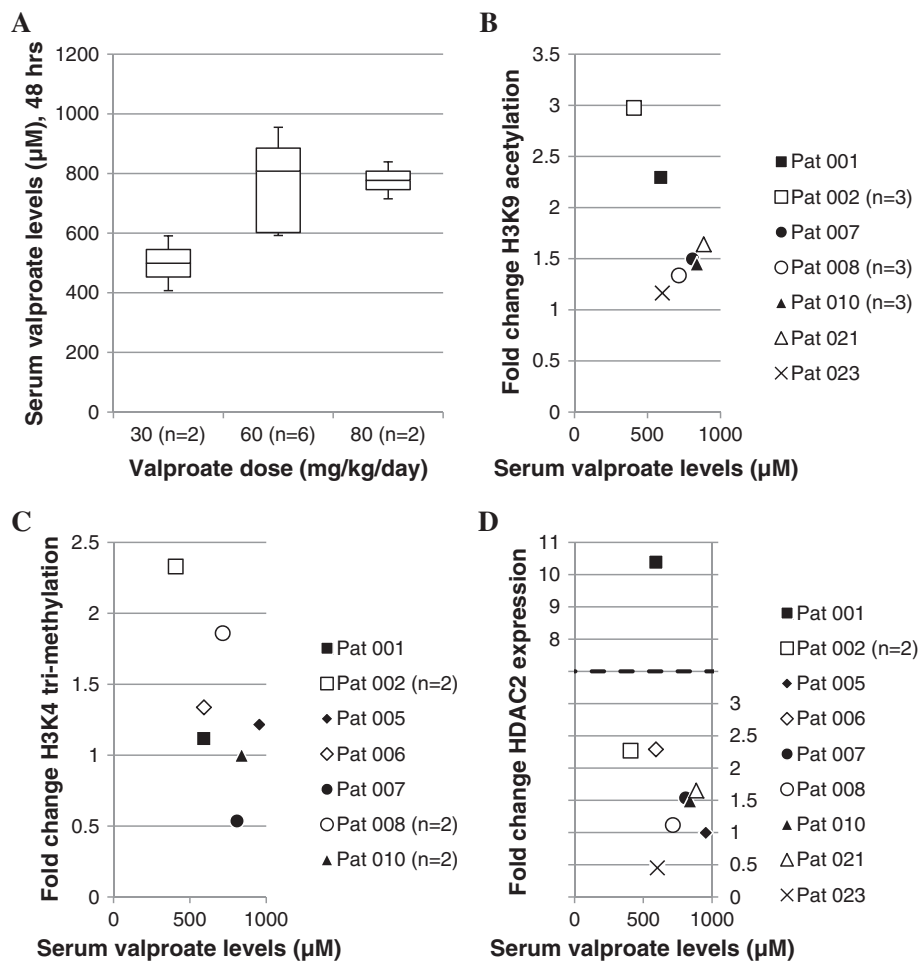 A
Serum valproate levels (µM), 48 hrs
1200
1000
800
600
400
200
0
30 (n=2)
60 (n=6)
80 (n=2)
Valproate dose (mg/kg/day)
B
Fold change H3K9 acetylation
3.5
3
2.5
2
1.5
1
0.5
0
0
500
1000
Serum valproate levels (µM)
Pat 001
Pat 002 (n=3)
Pat 007
Pat 008 (n=3)
Pat 010 (n=3)
Pat 021
Pat 023
C
Fold change H3K4 tri-methylation
2.5
2
1.5
1
0.5
0
0
500
1000
Serum valproate levels (µM)
Pat 001
Pat 002 (n=2)
Pat 005
Pat 006
Pat 007
Pat 008 (n=2)
Pat 010 (n=2)
D
Fold change HDAC2 expression
11
10
9
8
3
2.5
2
1.5
1
0.5
0
0
500
1000
Serum valproate levels (µM)
Pat 001
Pat 002 (n=2)
Pat 005
Pat 006
Pat 007
Pat 008
Pat 010
Pat 021
Pat 023